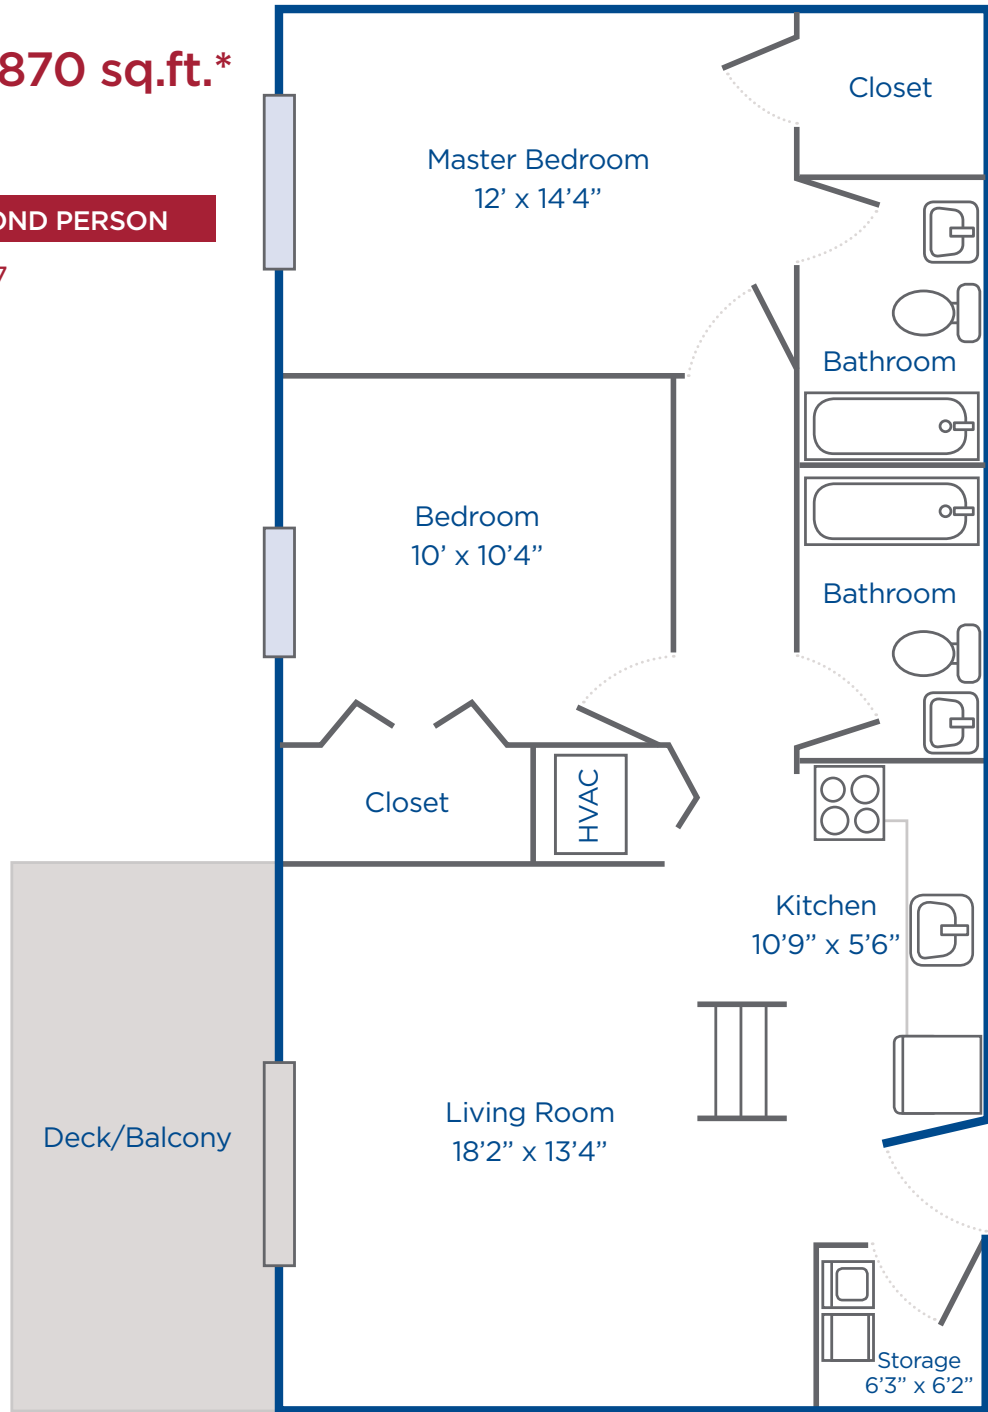 870 sq.ft.*
OND PERSON
7
Closet
Master Bedroom
12’ x 14’4”
Bathroom
Bedroom
10’ x 10’4”
Bathroom
Closet
HVAC
Kitchen
10’9” x 5’6”
Living Room
18’2” x 13’4”
Deck/Balcony
Storage
6’3” x 6’2”